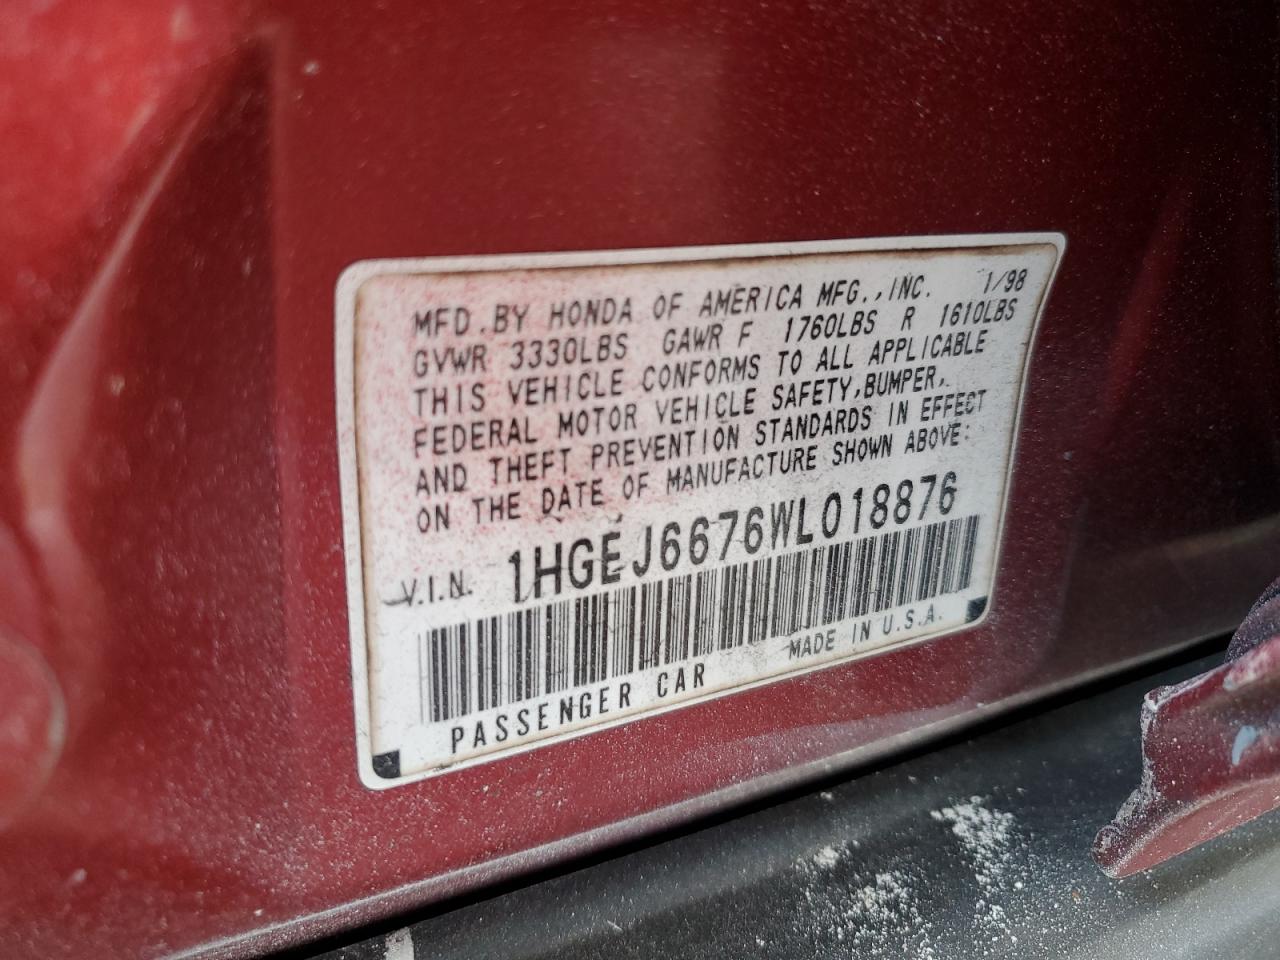 MFD.BY HONDA OF AMERICA MFG.,INC. 1/98
GVWR 3330LBS GAWR F 1760LBS R 1610LBS
THIS VEHICLE CONFORMS TO ALL APPLICABLE
FEDERAL MOTOR VEHICLE SAFETY,BUMPER,
AND THEFT PREVENTION STANDARDS IN EFFECT
ON THE DATE OF MANUFACTURE SHOWN ABOVE:
V.I.N. 1HGEJ6676WL018876
PASSENGER CAR MADE IN U.S.A.